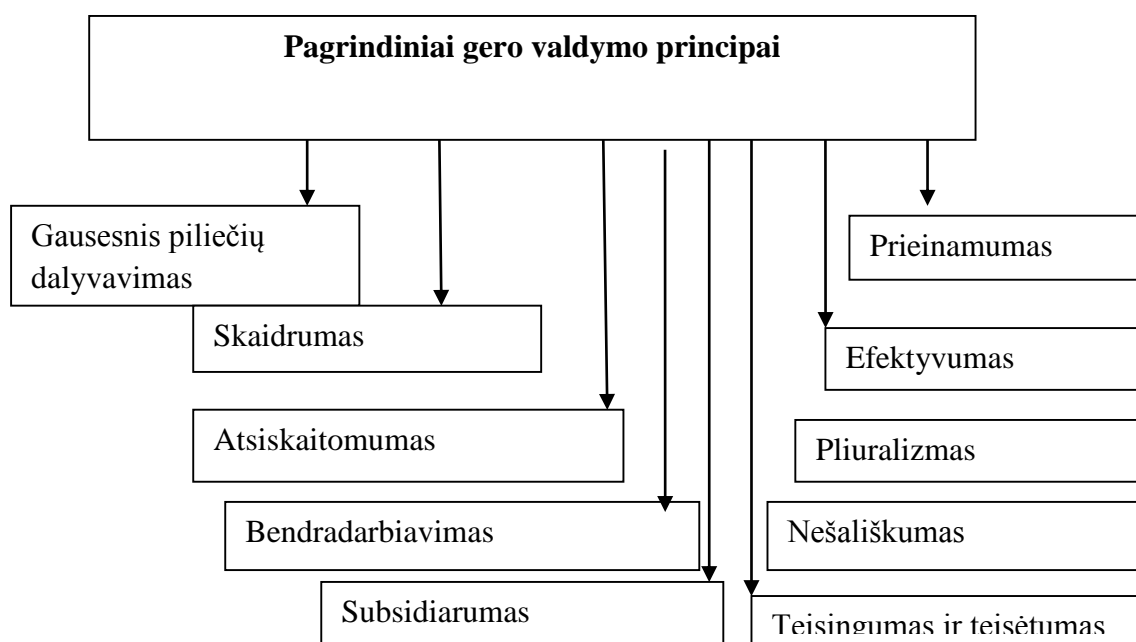 Pagrindiniai gero valdymo principai
Gausesnis piliečių
dalyvavimas
Skaidrumas
Atsiskaitomumas
Bendradarbiavimas
Subsidiarumas
Prieinamumas
Efektyvumas
Pliuralizmas
Nešališkumas
Teisingumas ir teisėtumas